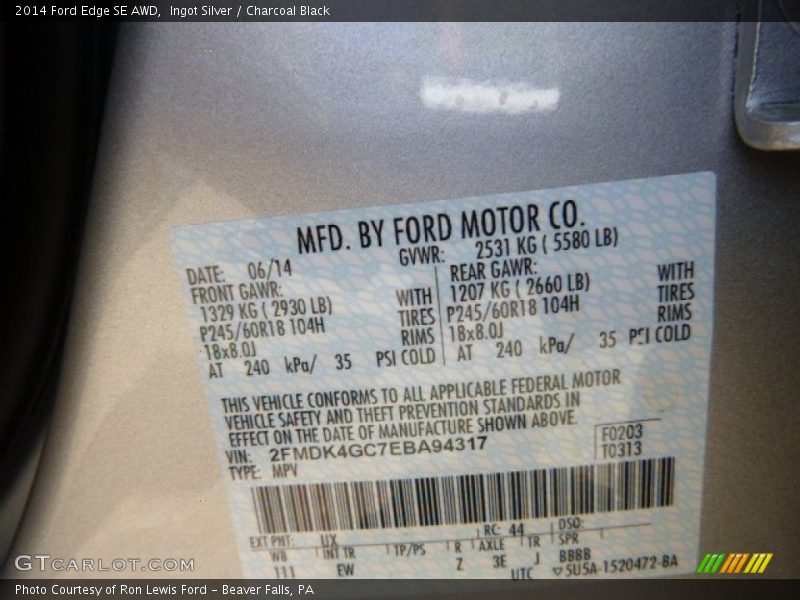 2014 Ford Edge SE AWD,  Ingot Silver / Charcoal Black
MFD. BY FORD MOTOR CO.
DATE: 06/14 GVWR: 2531 KG ( 5580 LB)
FRONT GAWR:
1329 KG ( 2930 LB) WITH
P245/60R18 104H TIRES
18x8.0J RIMS
AT 240 kPa/ 35 PSI COLD
REAR GAWR: WITH
1207 KG ( 2660 LB) TIRES
P245/60R18 104H RIMS
18x8.0J
AT 240 kPa/ 35 PSI COLD
THIS VEHICLE CONFORMS TO ALL APPLICABLE FEDERAL MOTOR
VEHICLE SAFETY AND THEFT PREVENTION STANDARDS IN
EFFECT ON THE DATE OF MANUFACTURE SHOWN ABOVE.
VIN: 2FMDK4GC7EBA94317 F0203
TYPE: MPV T0313
EXT PNT: UX RC: 44 DSO:
WB INT TR TP/PS R AXLE TR SPR
111 EW Z 3E J BBBB
UTC ▽5U5A-1520472-BA
GTCARLOT.COM
Photo Courtesy of Ron Lewis Ford - Beaver Falls, PA